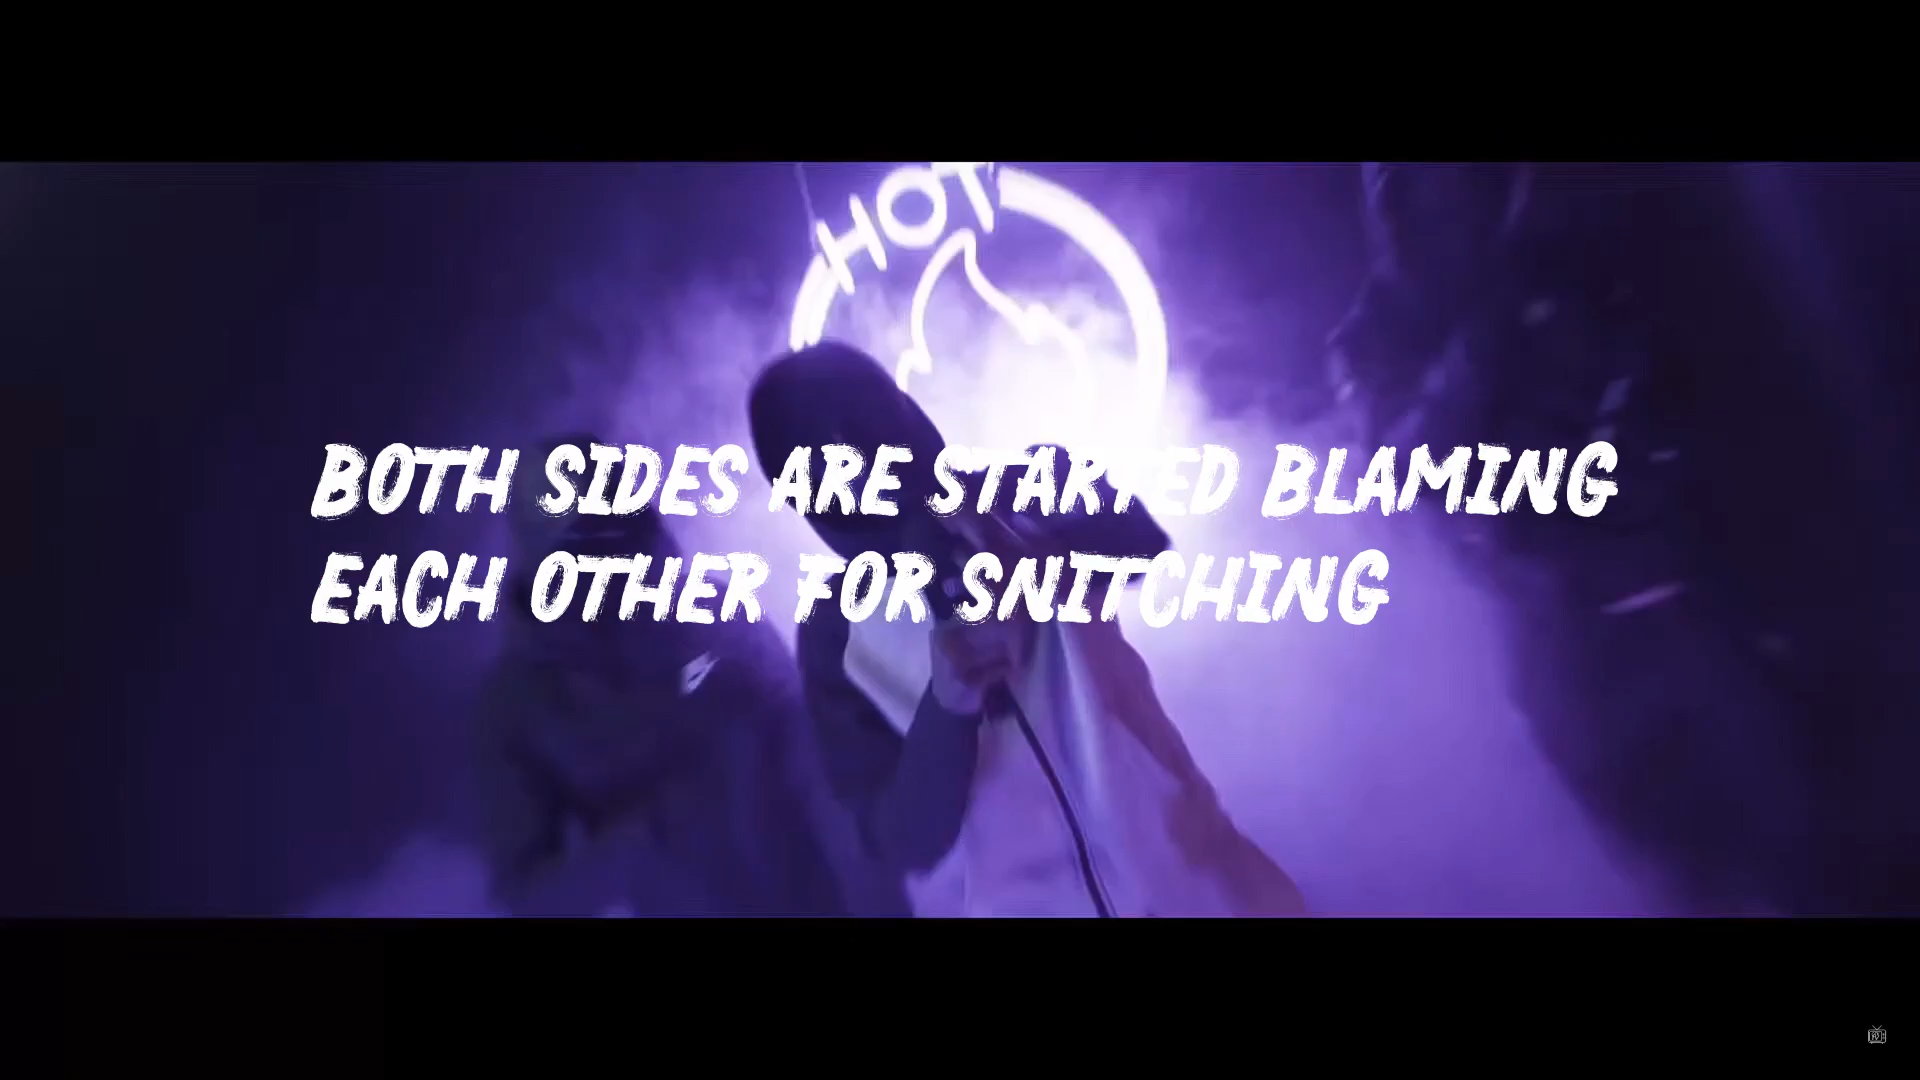 HOT
BOTH SIDES ARE STARTED BLAMING
EACH OTHER FOR SNITCHING